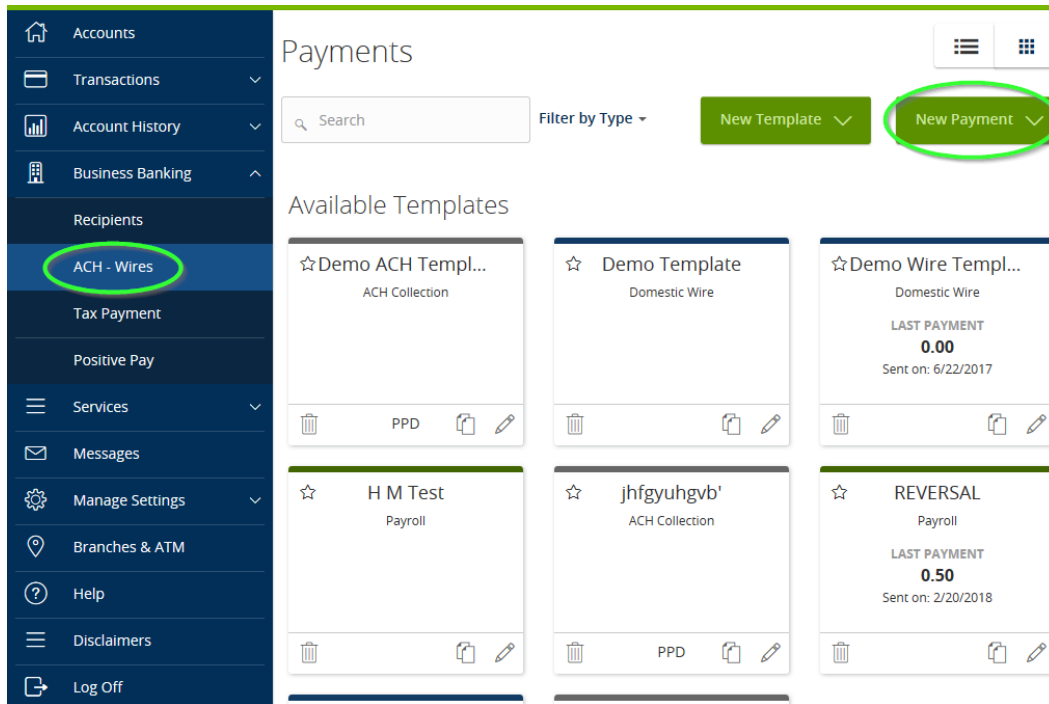 Accounts
Transactions
Account History
Business Banking
Recipients
ACH - Wires
Tax Payment
Positive Pay
Services
Messages
Manage Settings
Branches & ATM
Help
Disclaimers
Log Off
Payments
Search
Filter by Type
New Template
New Payment
Available Templates
Demo ACH Templ...
ACH Collection
PPD
Demo Template
Domestic Wire
Demo Wire Templ...
Domestic Wire
LAST PAYMENT
0.00
Sent on: 6/22/2017
H M Test
Payroll
jhfgyuhgvb'
ACH Collection
PPD
REVERSAL
Payroll
LAST PAYMENT
0.50
Sent on: 2/20/2018